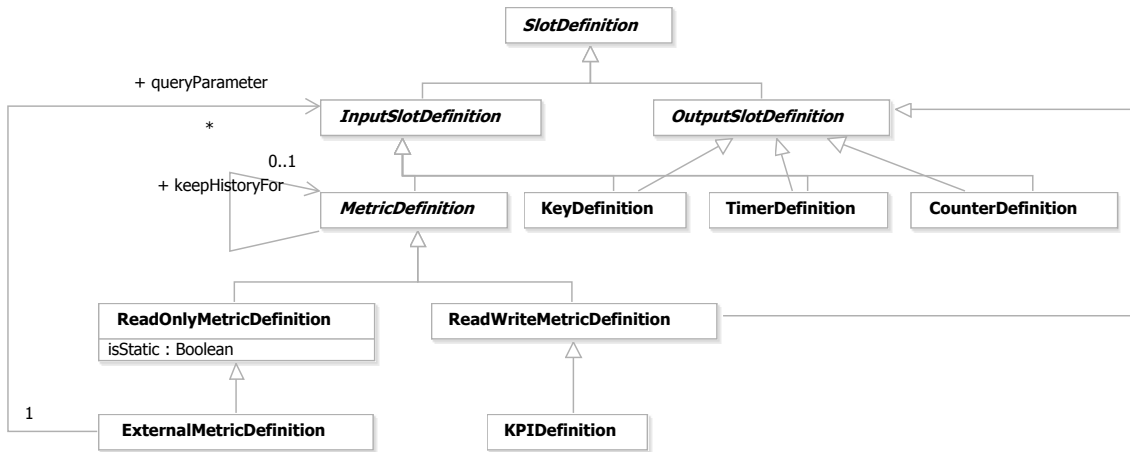 SlotDefinition
+ queryParameter
InputSlotDefinition
OutputSlotDefinition
*
0..1
+ keepHistoryFor
MetricDefinition
KeyDefinition
TimerDefinition
CounterDefinition
ReadOnlyMetricDefinition
isStatic : Boolean
ReadWriteMetricDefinition
1
ExternalMetricDefinition
KPIDefinition